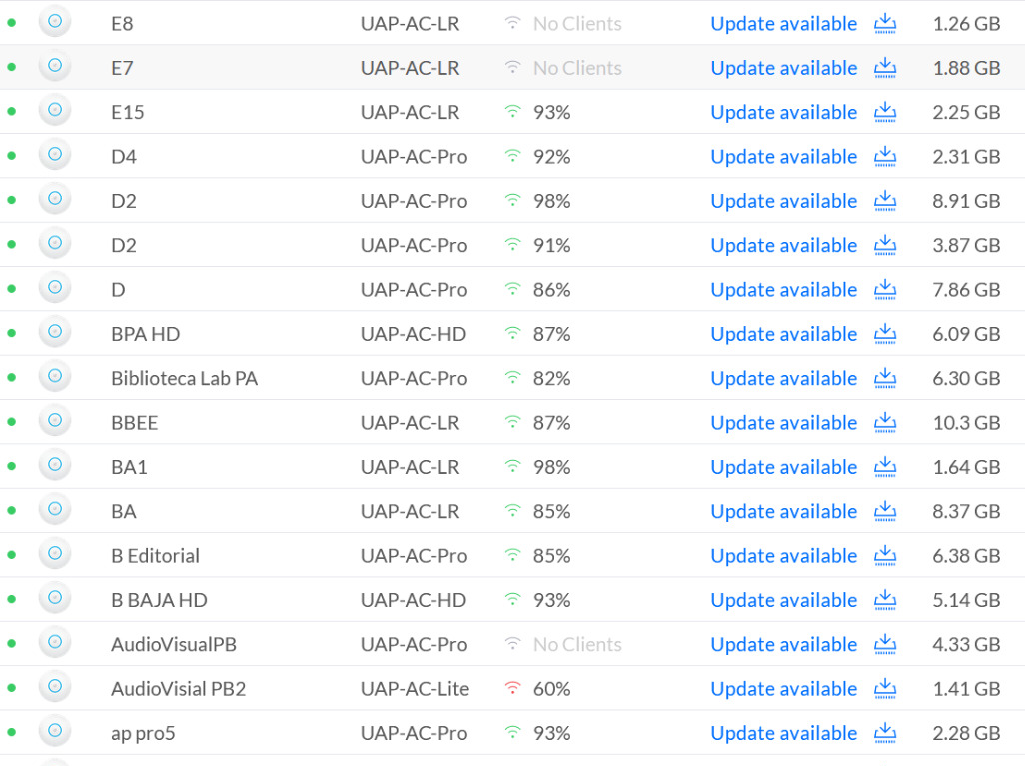 E8 UAP-AC-LR No Clients Update available 1.26 GB
E7 UAP-AC-LR No Clients Update available 1.88 GB
E15 UAP-AC-LR 93% Update available 2.25 GB
D4 UAP-AC-Pro 92% Update available 2.31 GB
D2 UAP-AC-Pro 98% Update available 8.91 GB
D2 UAP-AC-Pro 91% Update available 3.87 GB
D UAP-AC-Pro 86% Update available 7.86 GB
BPA HD UAP-AC-HD 87% Update available 6.09 GB
Biblioteca Lab PA UAP-AC-Pro 82% Update available 6.30 GB
BBEE UAP-AC-LR 87% Update available 10.3 GB
BA1 UAP-AC-LR 98% Update available 1.64 GB
BA UAP-AC-LR 85% Update available 8.37 GB
B Editorial UAP-AC-Pro 85% Update available 6.38 GB
B BAJA HD UAP-AC-HD 93% Update available 5.14 GB
AudioVisualPB UAP-AC-Pro No Clients Update available 4.33 GB
AudioVisial PB2 UAP-AC-Lite 60% Update available 1.41 GB
ap pro5 UAP-AC-Pro 93% Update available 2.28 GB